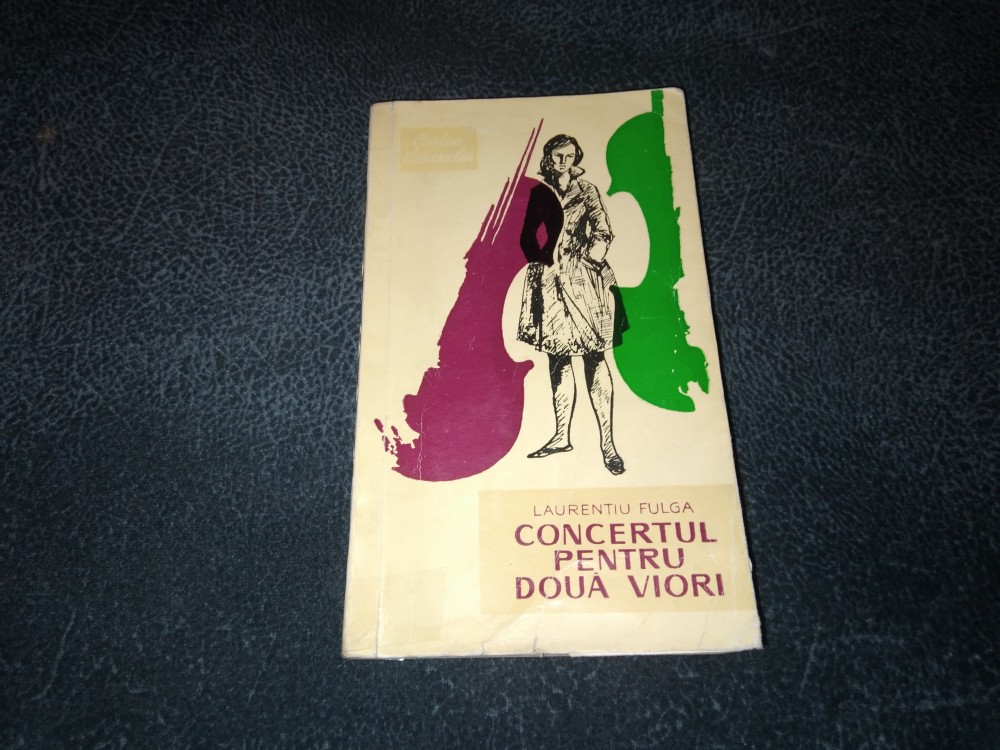 LAURENTIU FULGA
CONCERTUL
PENTRU
DOUĂ VIORI